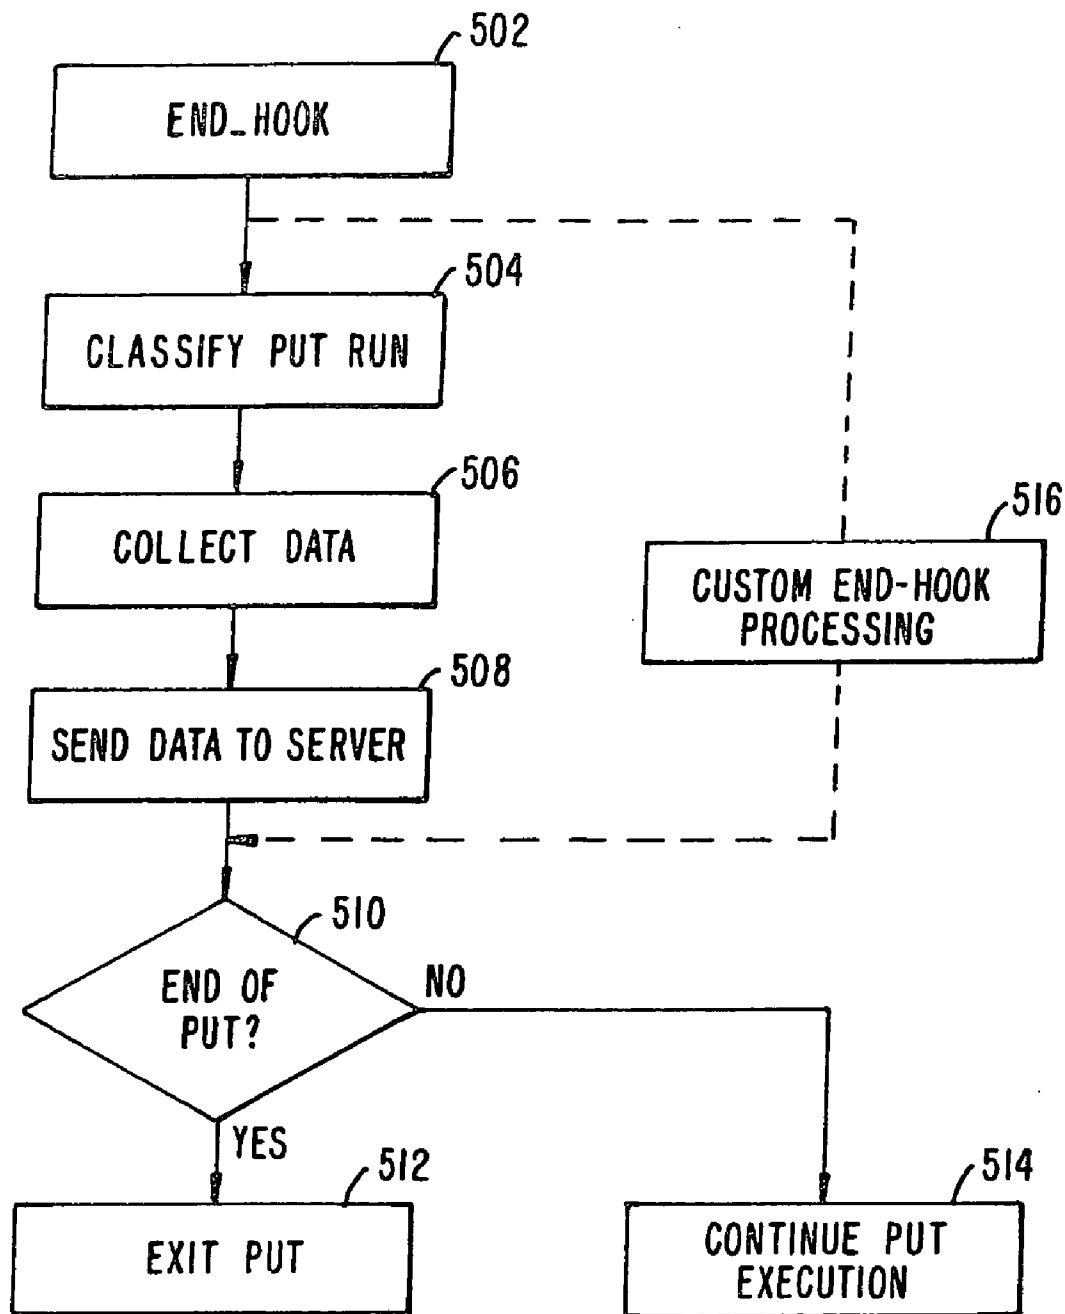 502
END_HOOK
504
CLASSIFY PUT RUN
506
COLLECT DATA
516
CUSTOM END-HOOK
PROCESSING
508
SEND DATA TO SERVER
510
END OF
PUT?
NO
YES
512
EXIT PUT
514
CONTINUE PUT
EXECUTION